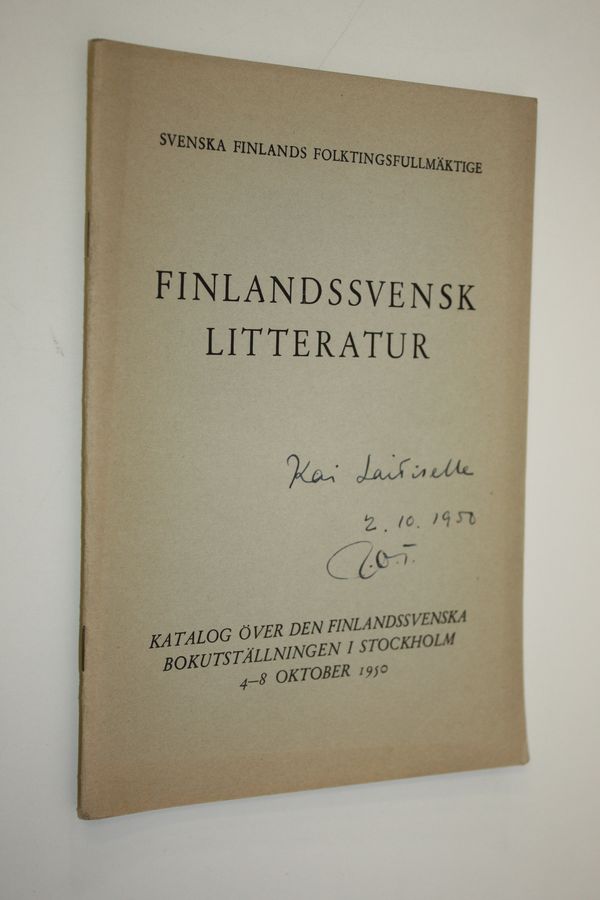 SVENSKA FINLANDS FOLKTINGSFULLMÄKTIGE
FINLANDSSVENSK
LITTERATUR
Kai Laitiselle
2.10.1950
KATALOG ÖVER DEN FINLANDSSVENSKA
BOKUTSTÄLLNINGEN I STOCKHOLM
4–8 OKTOBER 1950